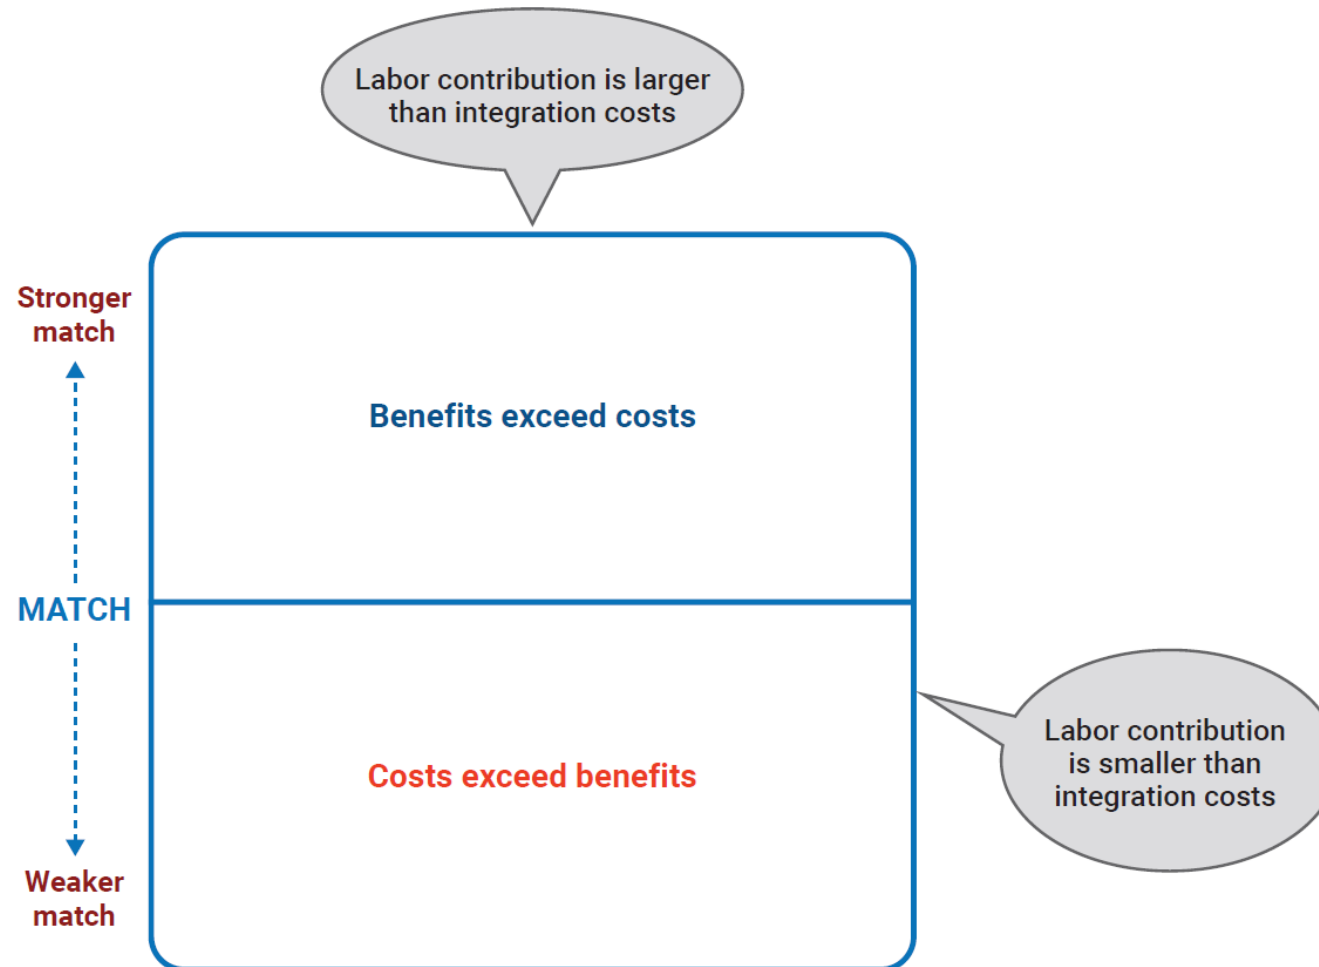 Labor contribution is larger
than integration costs
Stronger
match
Benefits exceed costs
MATCH
Costs exceed benefits
Labor contribution
is smaller than
integration costs
Weaker
match